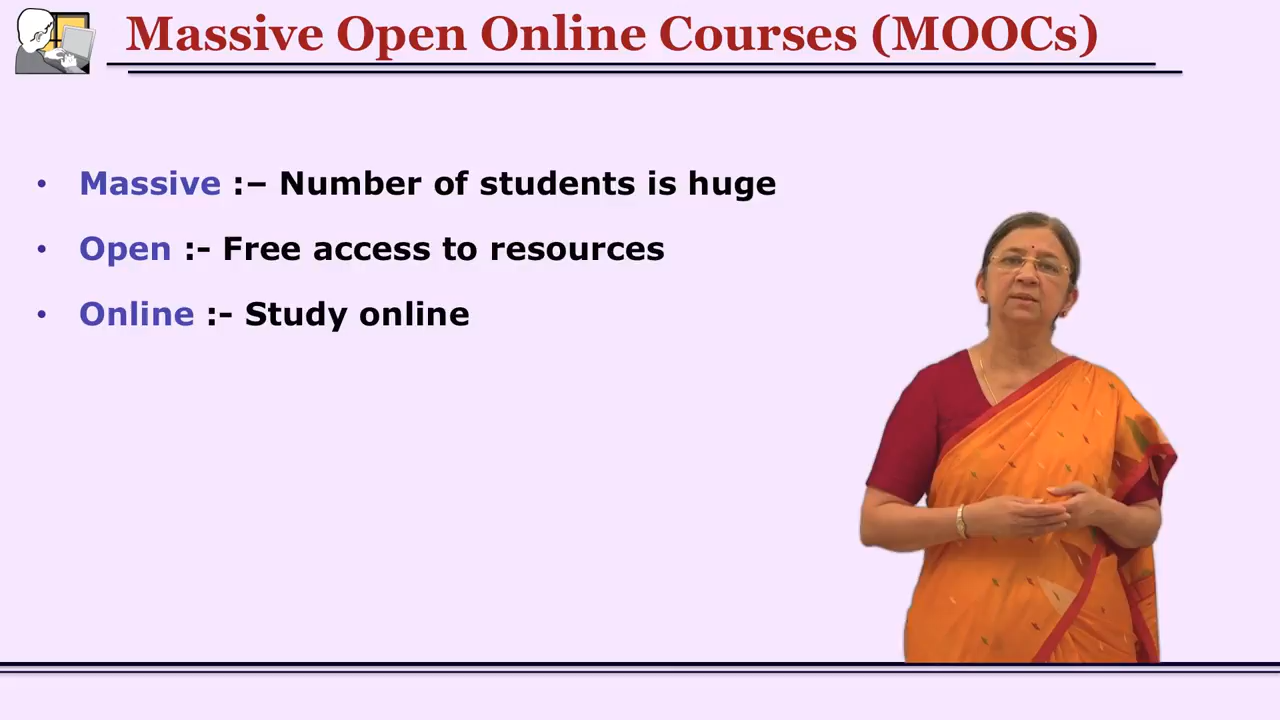 Massive Open Online Courses (MOOCs)
• Massive :– Number of students is huge
• Open :- Free access to resources
• Online :- Study online